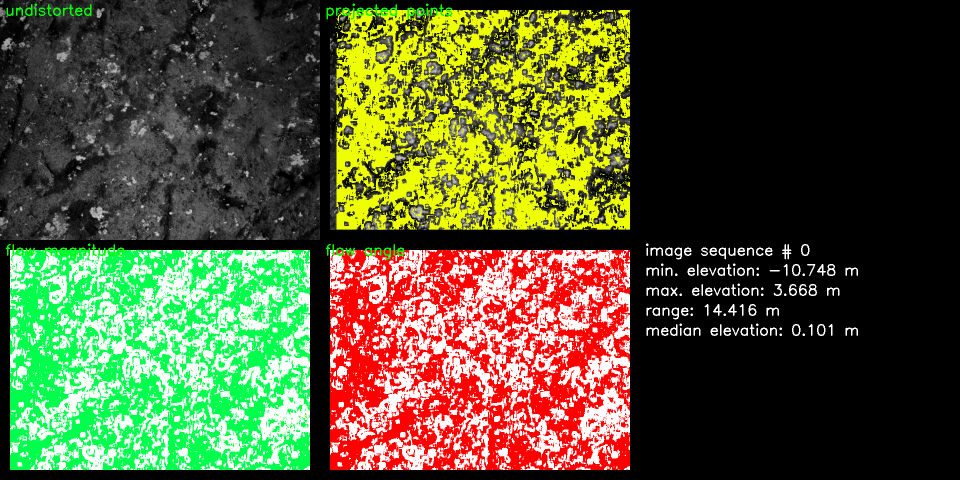 undistorted
projected points
flow magnitude
flow angle
image sequence # 0
min. elevation: −10.748 m
max. elevation: 3.668 m
range: 14.416 m
median elevation: 0.101 m